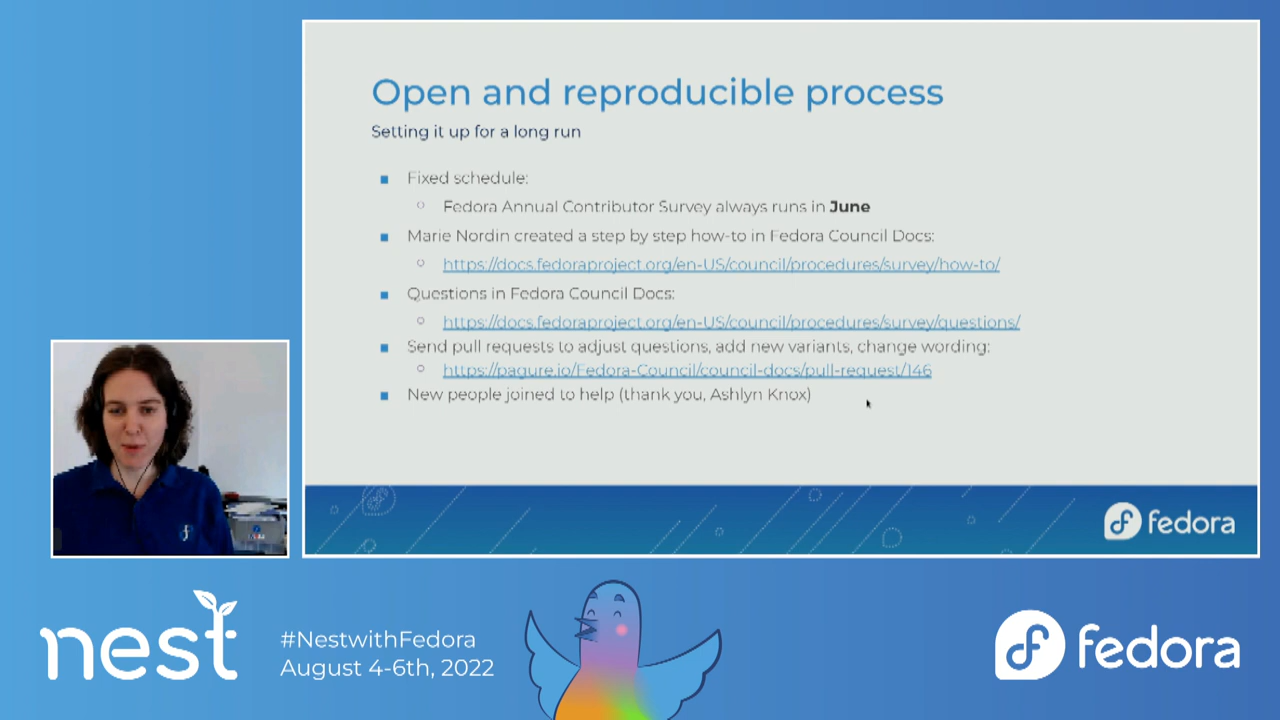 Open and reproducible process
Setting it up for a long run
Fixed schedule:
Fedora Annual Contributor Survey always runs in June
Marie Nordin created a step by step how-to in Fedora Council Docs:
https://docs.fedoraproject.org/en-US/council/procedures/survey/how-to/
Questions in Fedora Council Docs:
https://docs.fedoraproject.org/en-US/council/procedures/survey/questions/
Send pull requests to adjust questions, add new variants, change wording:
https://pagure.io/Fedora-Council/council-docs/pull-request/146
New people joined to help (thank you, Ashlyn Knox)
fedora
nest
#NestwithFedora
August 4-6th, 2022
fedora